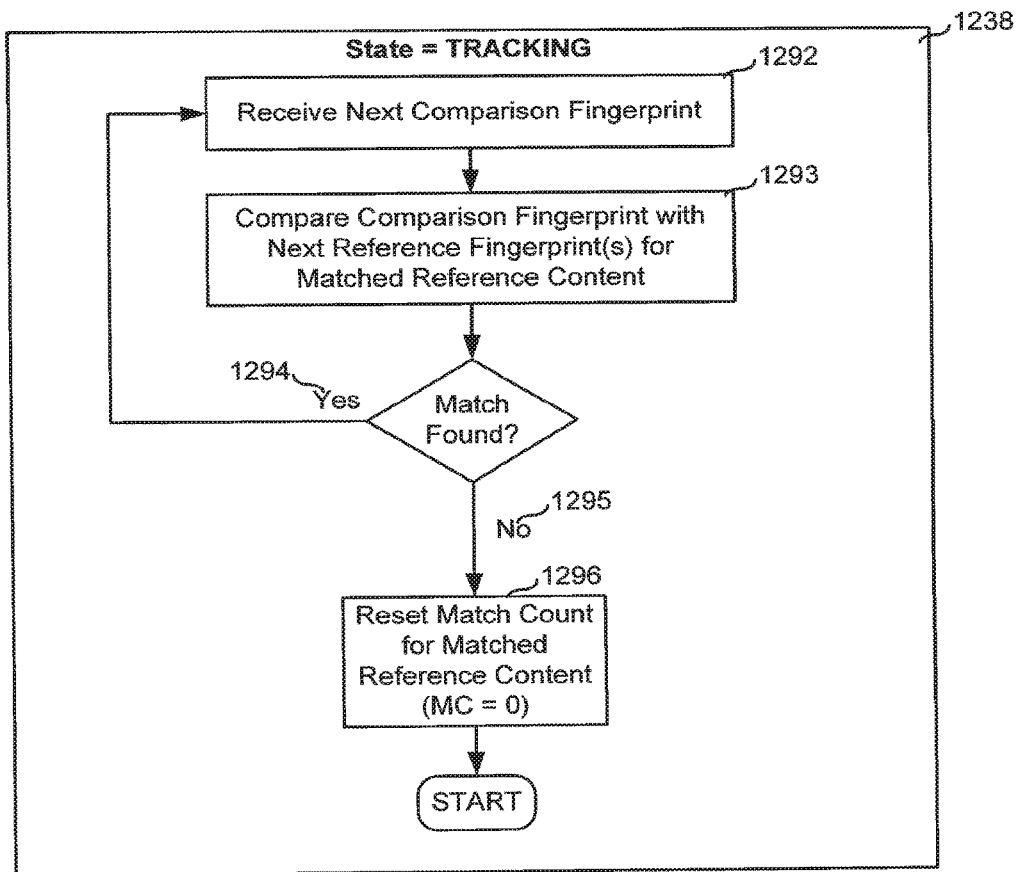 1238
State = TRACKING
1292
Receive Next Comparison Fingerprint
1293
Compare Comparison Fingerprint with
Next Reference Fingerprint(s) for
Matched Reference Content
1294
Yes
Match
Found?
1295
No
1296
Reset Match Count
for Matched
Reference Content
(MC = 0)
START